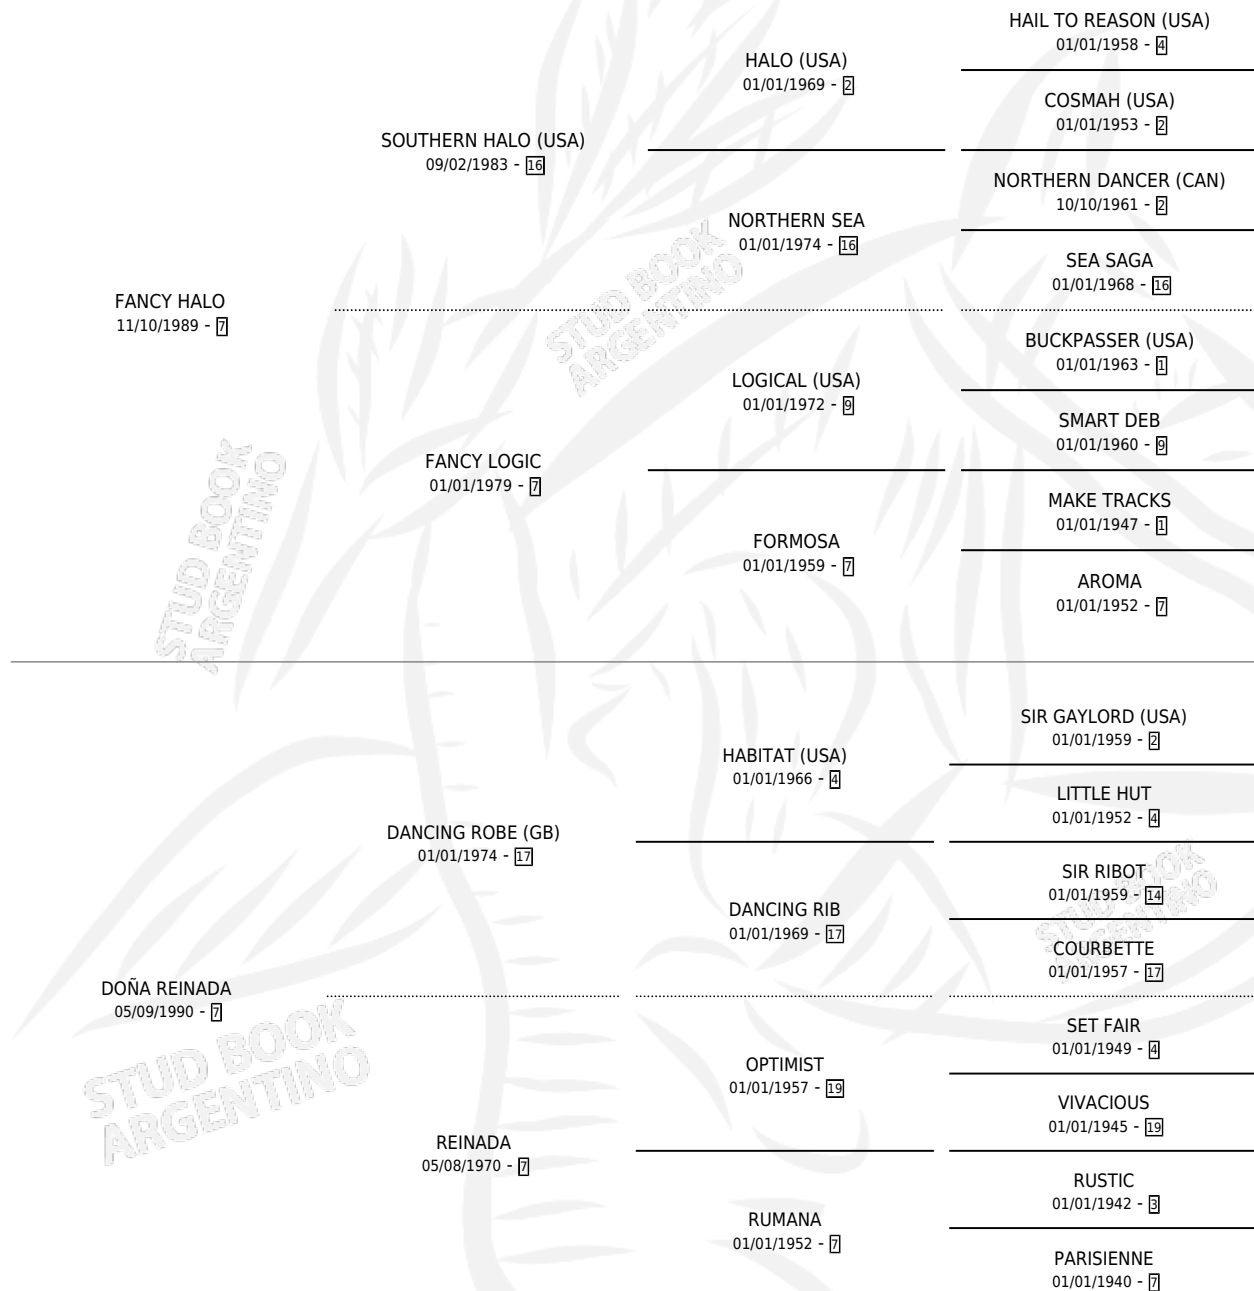 HAIL TO REASON (USA)
01/01/1958 - 4
HALO (USA)
01/01/1969 - 2
COSMAH (USA)
01/01/1953 - 2
SOUTHERN HALO (USA)
09/02/1983 - 16
NORTHERN DANCER (CAN)
10/10/1961 - 2
NORTHERN SEA
01/01/1974 - 16
SEA SAGA
01/01/1968 - 16
FANCY HALO
11/10/1989 - 7
STUD BOOK
ARGENTINO
BUCKPASSER (USA)
01/01/1963 - 1
LOGICAL (USA)
01/01/1972 - 9
SMART DEB
01/01/1960 - 9
FANCY LOGIC
01/01/1979 - 7
MAKE TRACKS
01/01/1947 - 1
FORMOSA
01/01/1959 - 7
AROMA
01/01/1952 - 7
STUD BOOK
ARGENTINO
SIR GAYLORD (USA)
01/01/1959 - 2
HABITAT (USA)
01/01/1966 - 4
LITTLE HUT
01/01/1952 - 4
DANCING ROBE (GB)
01/01/1974 - 17
SIR RIBOT
01/01/1959 - 14
DANCING RIB
01/01/1969 - 17
COURBETTE
01/01/1957 - 17
STUD BOOK
ARGENTINO
DOÑA REINADA
05/09/1990 - 7
SET FAIR
01/01/1949 - 4
OPTIMIST
01/01/1957 - 19
VIVACIOUS
01/01/1945 - 19
STUD BOOK
ARGENTINO
REINADA
05/08/1970 - 7
RUSTIC
01/01/1942 - 3
RUMANA
01/01/1952 - 7
PARISIENNE
01/01/1940 - 7